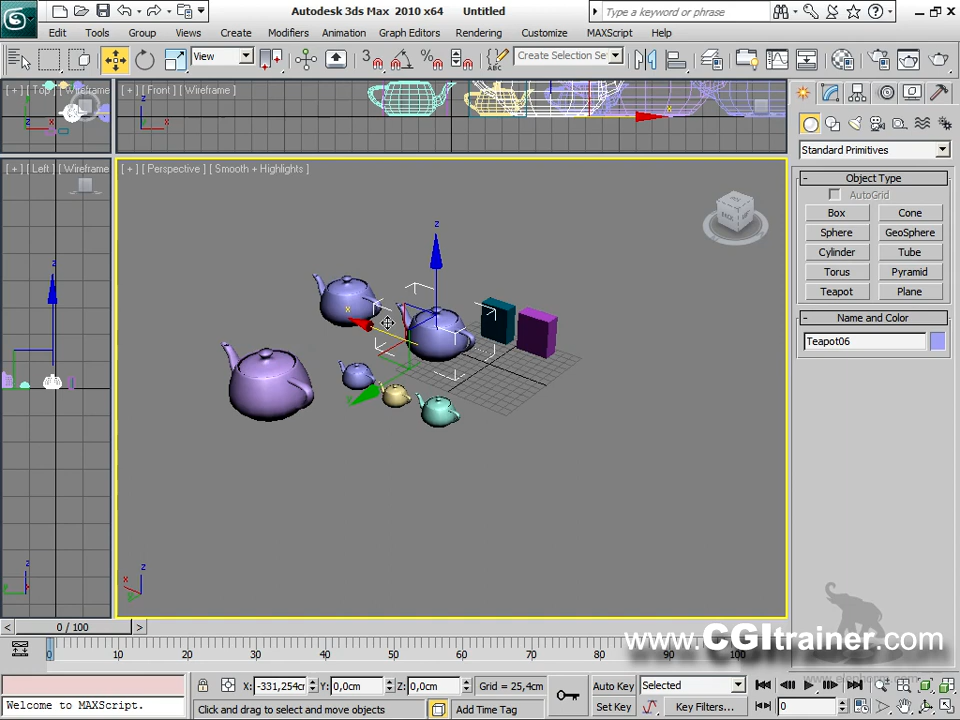 Autodesk 3ds Max 2010 x64 Untitled
Type a keyword or phrase
Edit Tools Group Views Create Modifiers Animation Graph Editors Rendering Customize MAXScript Help
View
3
%
ABC
Create Selection Se
[ + ] [ Top ] [ Wireframe
[ + ] [ Front ] [ Wireframe ]
z
x
z
x
x
Standard Primitives
[ + ] [ Left ] [ Wireframe
[ + ] [ Perspective ] [ Smooth + Highlights ]
- Object Type
AutoGrid
Box Cone
Sphere GeoSphere
Cylinder Tube
Torus Pyramid
Teapot Plane
- Name and Color
Teapot06
z
z
x
y
z
y
z
x
< 0 / 100 >
0 10 20 30 40 50 60 70 80 90 100
www.CGItrainer.com
X: -331,254cm Y: 0,0cm Z: 0,0cm Grid = 25,4cm Auto Key Selected
Welcome to MAXScript. Click and drag to select and move objects Add Time Tag Set Key Key Filters... 0